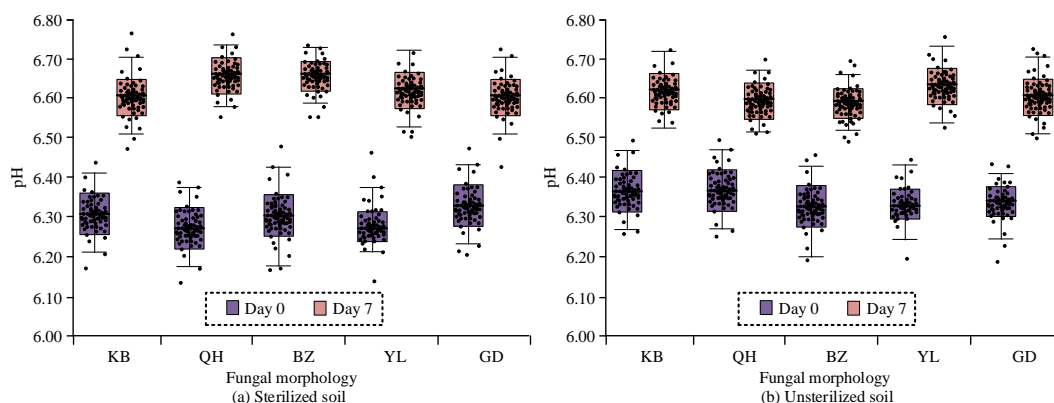 6.80
6.70
6.60
6.50
6.40
6.30
6.20
6.10
6.00
pH
Day 0 Day 7
KB QH BZ YL GD
Fungal morphology
(a) Sterilized soil
6.80
6.70
6.60
6.50
6.40
6.30
6.20
6.10
6.00
pH
Day 0 Day 7
KB QH BZ YL GD
Fungal morphology
(b) Unsterilized soil